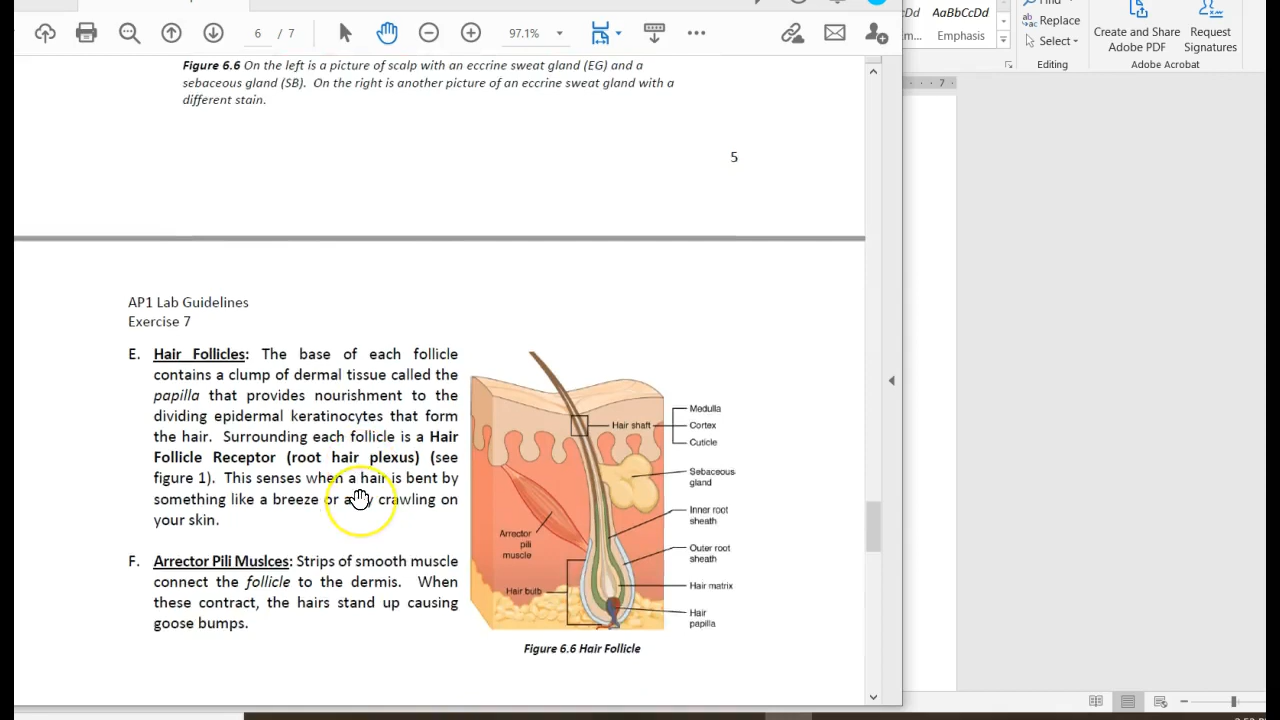 6 / 7
97.1%
Find
Replace
Select
Editing
AaBbCcDd
Emphasis
Create and Share
Adobe PDF
Request
Signatures
Adobe Acrobat
7
Figure 6.6 On the left is a picture of scalp with an eccrine sweat gland (EG) and a
sebaceous gland (SB). On the right is another picture of an eccrine sweat gland with a
different stain.
5
AP1 Lab Guidelines
Exercise 7
E. Hair Follicles: The base of each follicle
contains a clump of dermal tissue called the
papilla that provides nourishment to the
dividing epidermal keratinocytes that form
the hair. Surrounding each follicle is a Hair
Follicle Receptor (root hair plexus) (see
figure 1). This senses when a hair is bent by
something like a breeze or a crawling on
your skin.
F. Arrector Pili Muslces: Strips of smooth muscle
connect the follicle to the dermis. When
these contract, the hairs stand up causing
goose bumps.
Hair shaft
Medulla
Cortex
Cuticle
Sebaceous
gland
Inner root
sheath
Outer root
sheath
Hair matrix
Hair
papilla
Arrector
pili
muscle
Hair bulb
Figure 6.6 Hair Follicle